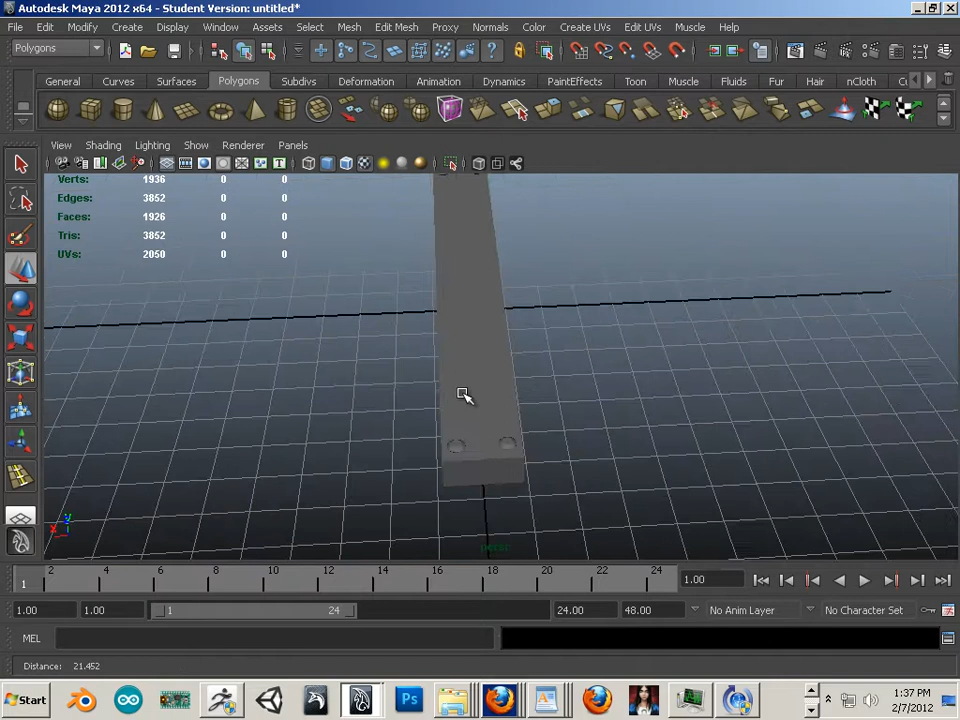 Autodesk Maya 2012 x64 - Student Version: untitled*
File Edit Modify Create Display Window Assets Select Mesh Edit Mesh Proxy Normals Color Create UVs Edit UVs Muscle Help
Polygons
General Curves Surfaces Polygons Subdivs Deformation Animation Dynamics PaintEffects Toon Muscle Fluids Fur Hair nCloth Cu
View Shading Lighting Show Renderer Panels
Verts: 1936 0 0
Edges: 3852 0 0
Faces: 1926 0 0
Tris: 3852 0 0
UVs: 2050 0 0
persp
1 2 4 6 8 10 12 14 16 18 20 22 24 1.00
1.00 1.00 1 24 24.00 48.00 No Anim Layer No Character Set
MEL
Distance: 21.452
Start Ps 1:37 PM
2/7/2012